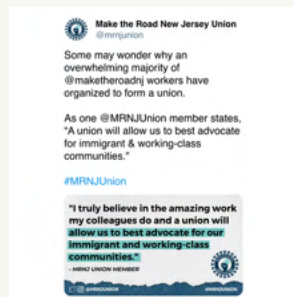 Make the Road New Jersey Union
@mrnjunion
Some may wonder why an
overwhelming majority of
@maketheroadnj workers have
organized to form a union.
As one @MRNJUnion member states,
"A union will allow us to best advocate
for immigrant & working-class
communities."
#MRNJUnion
"I truly believe in the amazing work
my colleagues do and a union will
allow us to best advocate for our
immigrant and working-class
communities."
- MRNJ UNION MEMBER
@MRNJUNION
@MRNJUNION